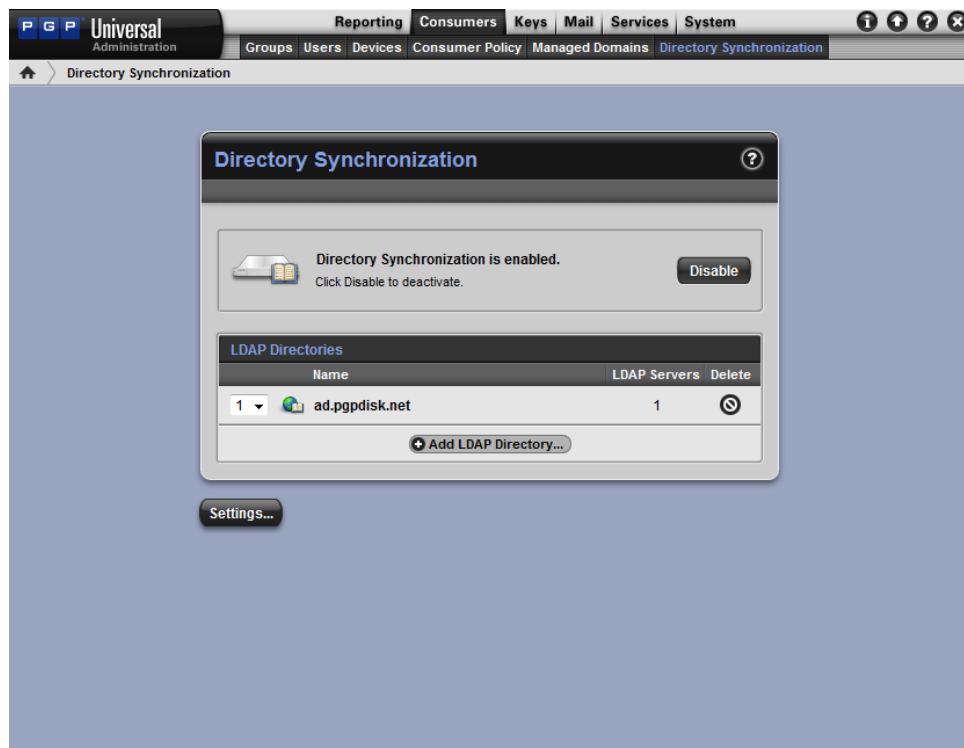 PGP Universal
Administration
Reporting Consumers Keys Mail Services System
Groups Users Devices Consumer Policy Managed Domains Directory Synchronization
Directory Synchronization
Directory Synchronization ?
Directory Synchronization is enabled.
Click Disable to deactivate.
Disable
LDAP Directories
Name LDAP Servers Delete
1 ad.pgpdisk.net 1
Add LDAP Directory...
Settings...